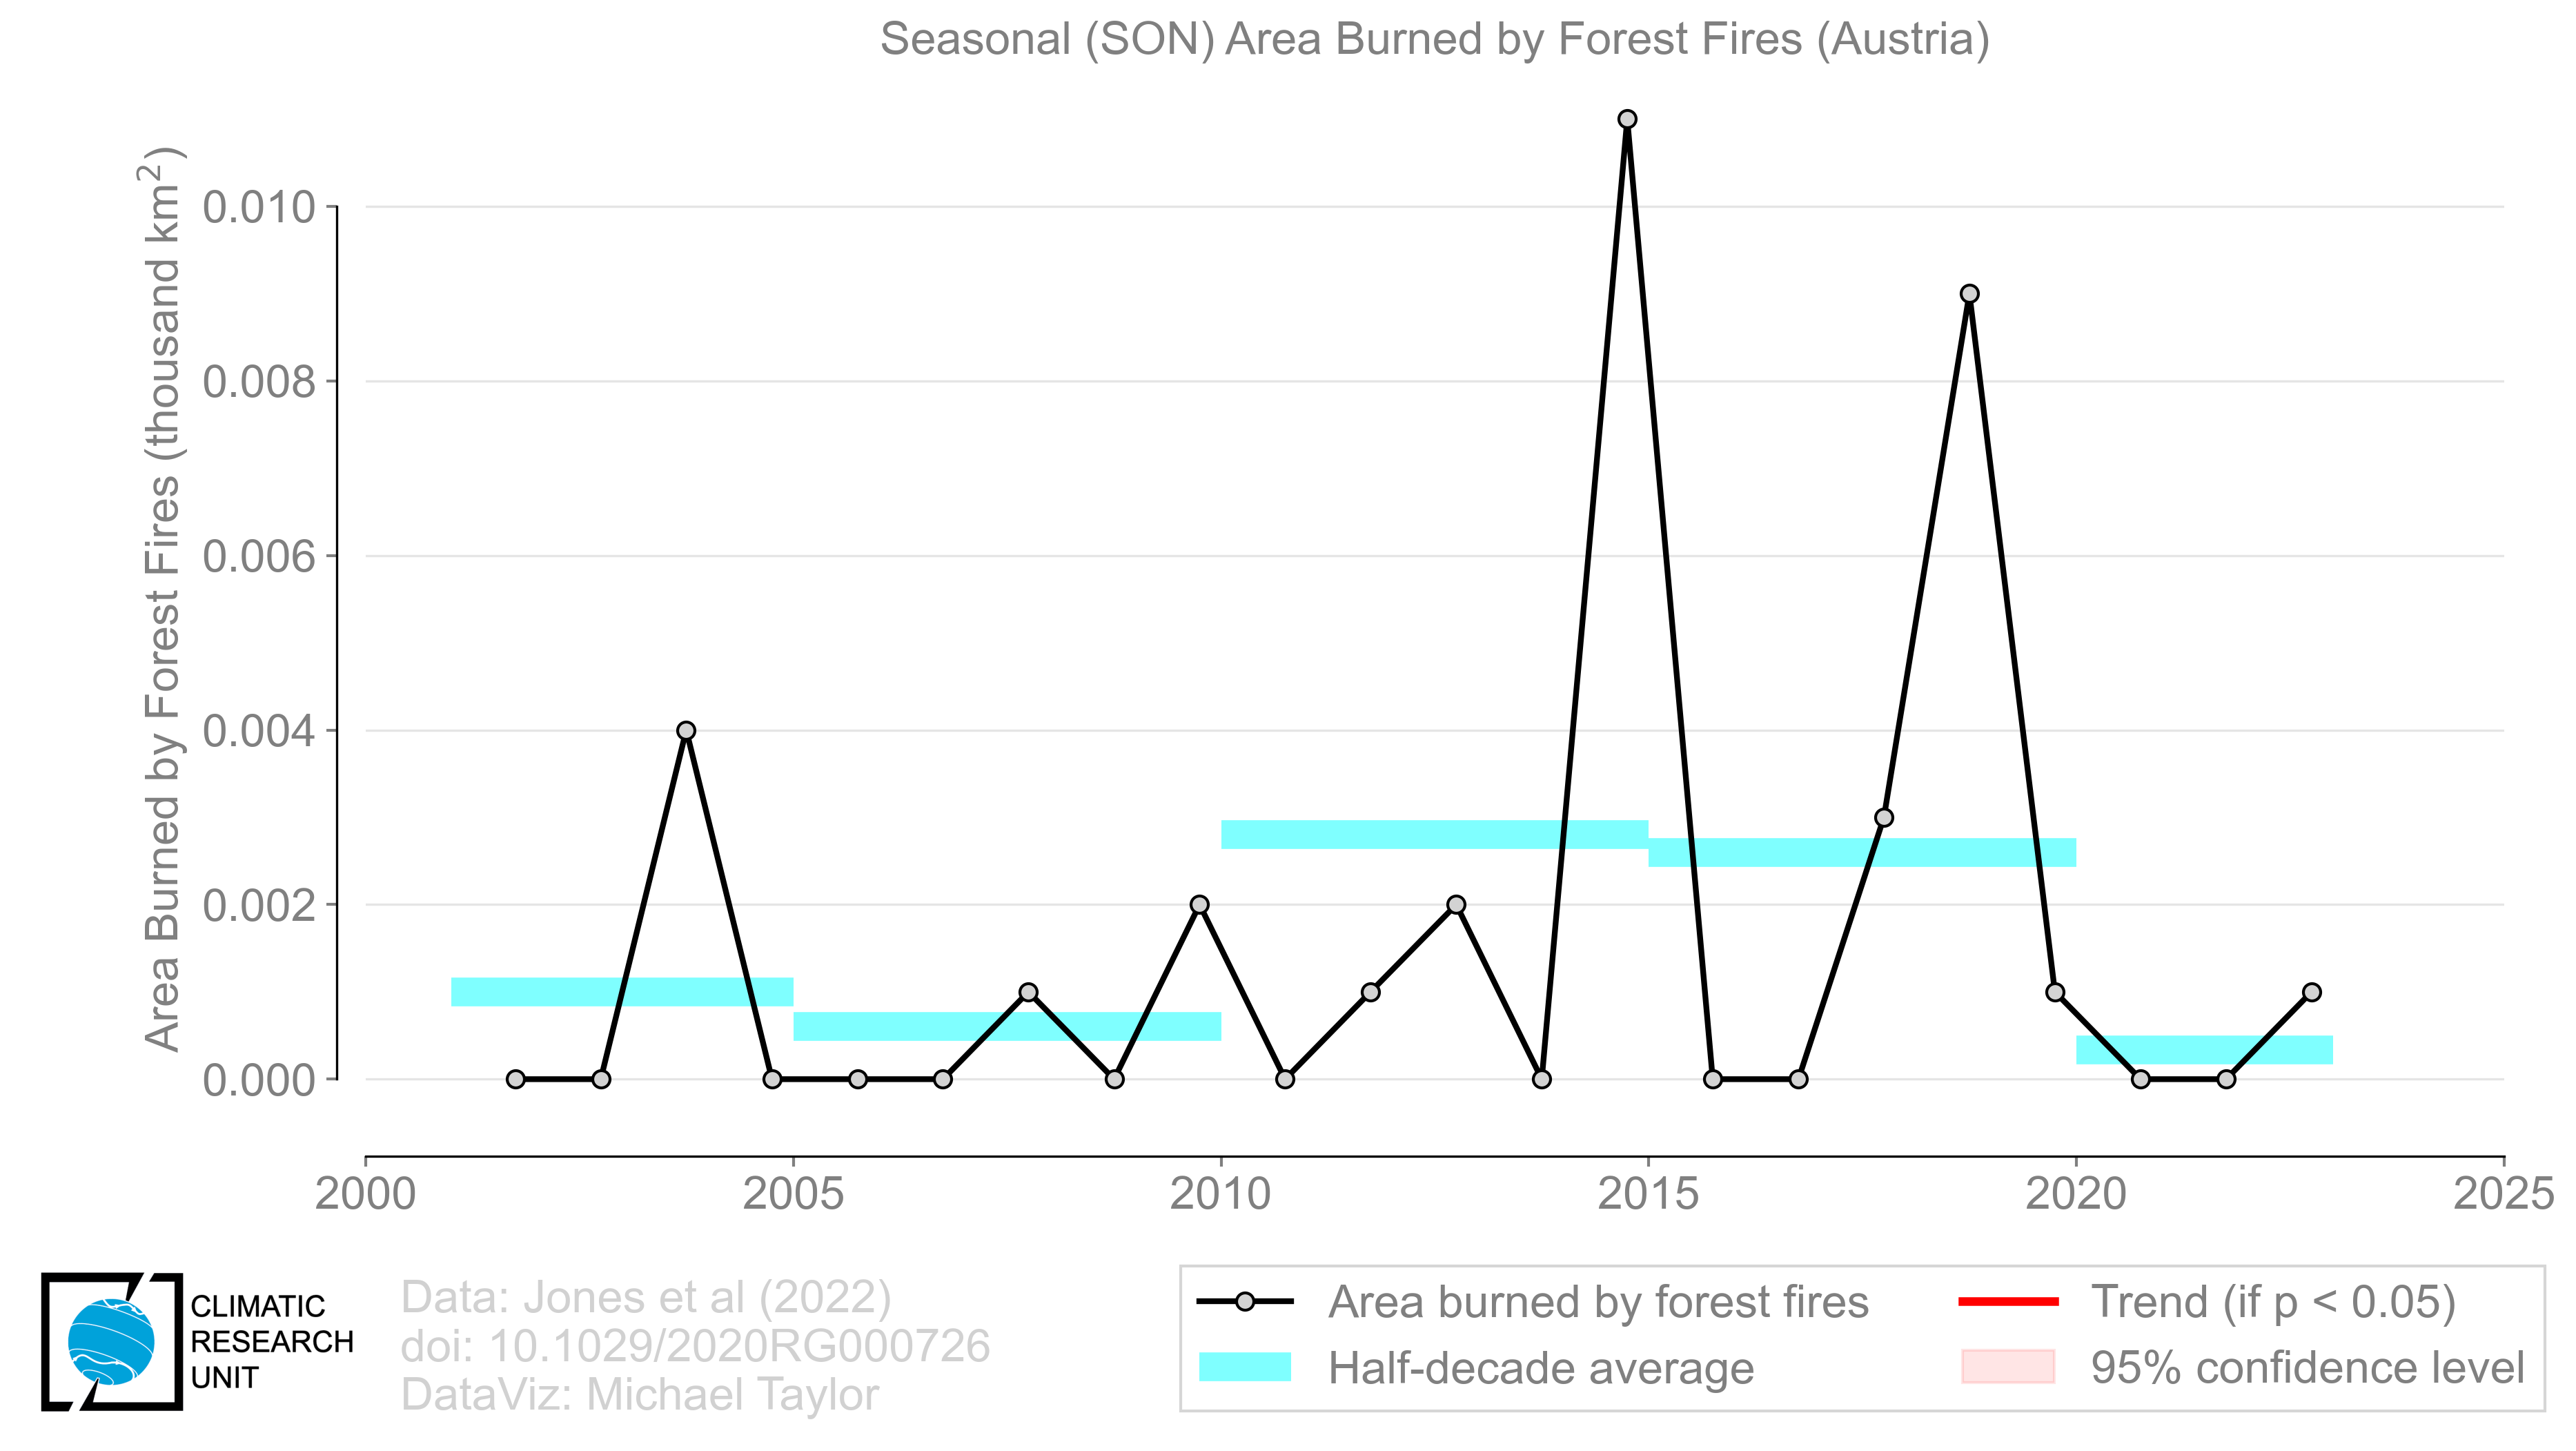 Seasonal (SON) Area Burned by Forest Fires (Austria)
Area Burned by Forest Fires (thousand km²)
0.010
0.008
0.006
0.004
0.002
0.000
2000 2005 2010 2015 2020 2025
CLIMATIC
RESEARCH
UNIT
Data: Jones et al (2022)
doi: 10.1029/2020RG000726
DataViz: Michael Taylor
Area burned by forest fires
Half-decade average
Trend (if p < 0.05)
95% confidence level